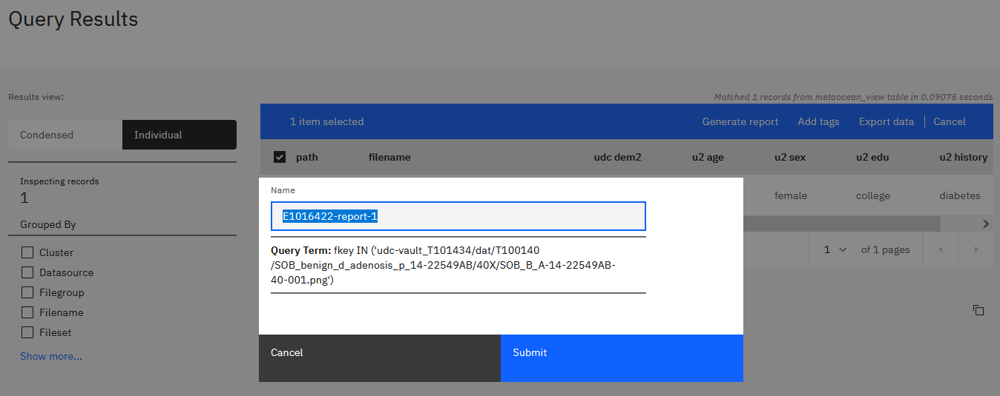 Query Results
Results view:
Matched 1 records from metaocean_view table in 0.09075 seconds
Condensed
Individual
1 item selected
Generate report
Add tags
Export data
Cancel
path filename udc dem2 u2 age u2 sex u2 edu u2 history
female college diabetes
Inspecting records
1
Grouped By
Cluster
Datasource
Filegroup
Filename
Fileset
Show more...
Name
E1016422-report-1
Query Term: fkey IN ('udc-vault_T101434/dat/T100140
/SOB_benign_d_adenosis_p_14-22549AB/40X/SOB_B_A-14-22549AB-
40-001.png')
Cancel
Submit
1 of 1 pages